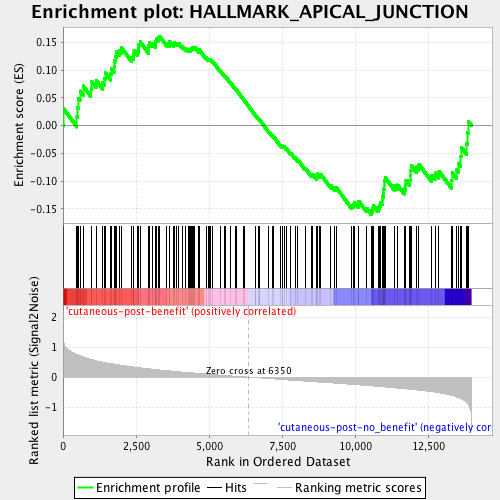 Enrichment plot: HALLMARK_APICAL_JUNCTION
Enrichment score (ES)
0.15
0.10
0.05
0.00
-0.05
-0.10
-0.15
'cutaneous-post-benefit' (positively correlated)
Ranked list metric (Signal2Noise)
2
1
0
-1
Zero cross at 6350
'cutaneous-post-no_benefit' (negatively cor
0
2,500
5,000
7,500
10,000
12,500
Rank in Ordered Dataset
Enrichment profile
Hits
Ranking metric scores